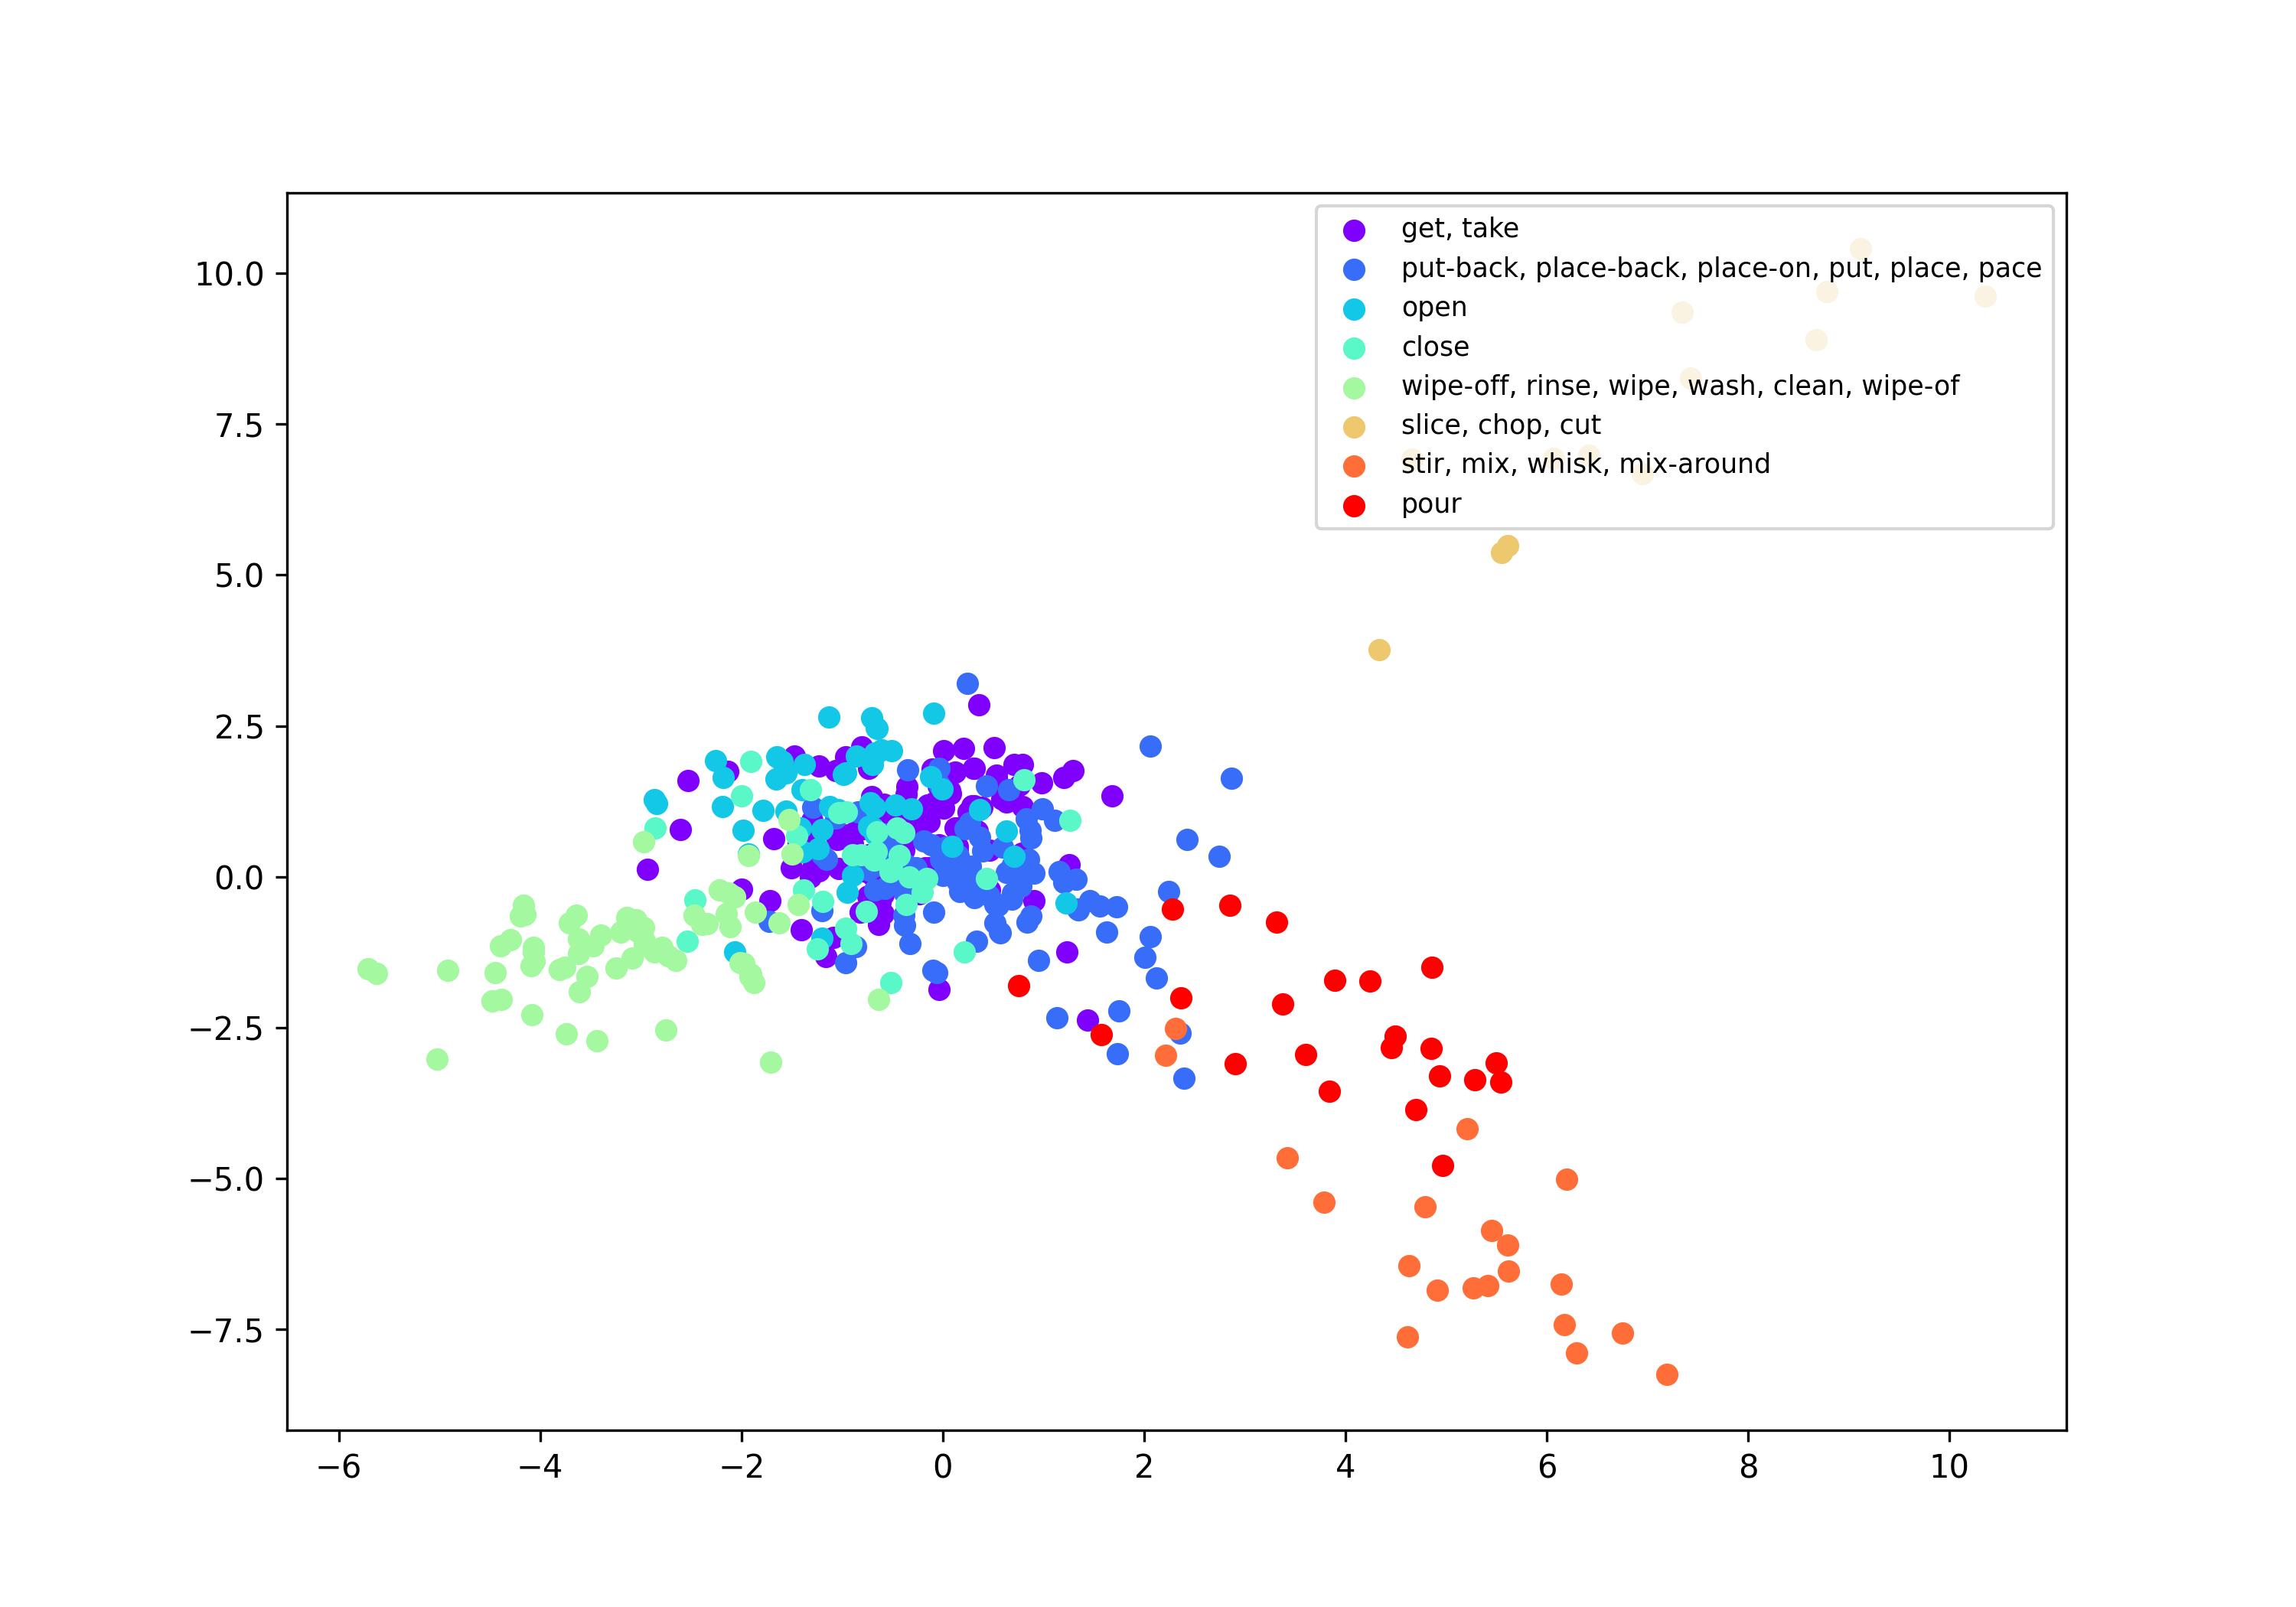 get, take
put-back, place-back, place-on, put, place, pace
open
close
wipe-off, rinse, wipe, wash, clean, wipe-of
slice, chop, cut
stir, mix, whisk, mix-around
pour
10.0
7.5
5.0
2.5
0.0
−2.5
−5.0
−7.5
−6 −4 −2 0 2 4 6 8 10